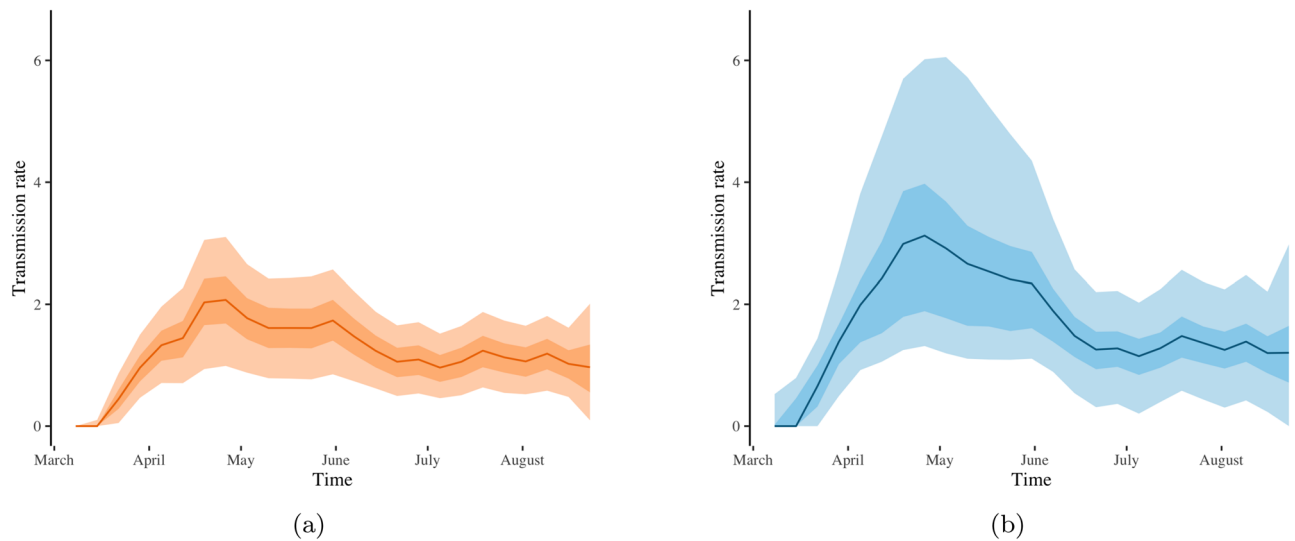 Transmission rate
6
4
2
0
March April May June July August
Time
(a)
Transmission rate
6
4
2
0
March April May June July August
Time
(b)